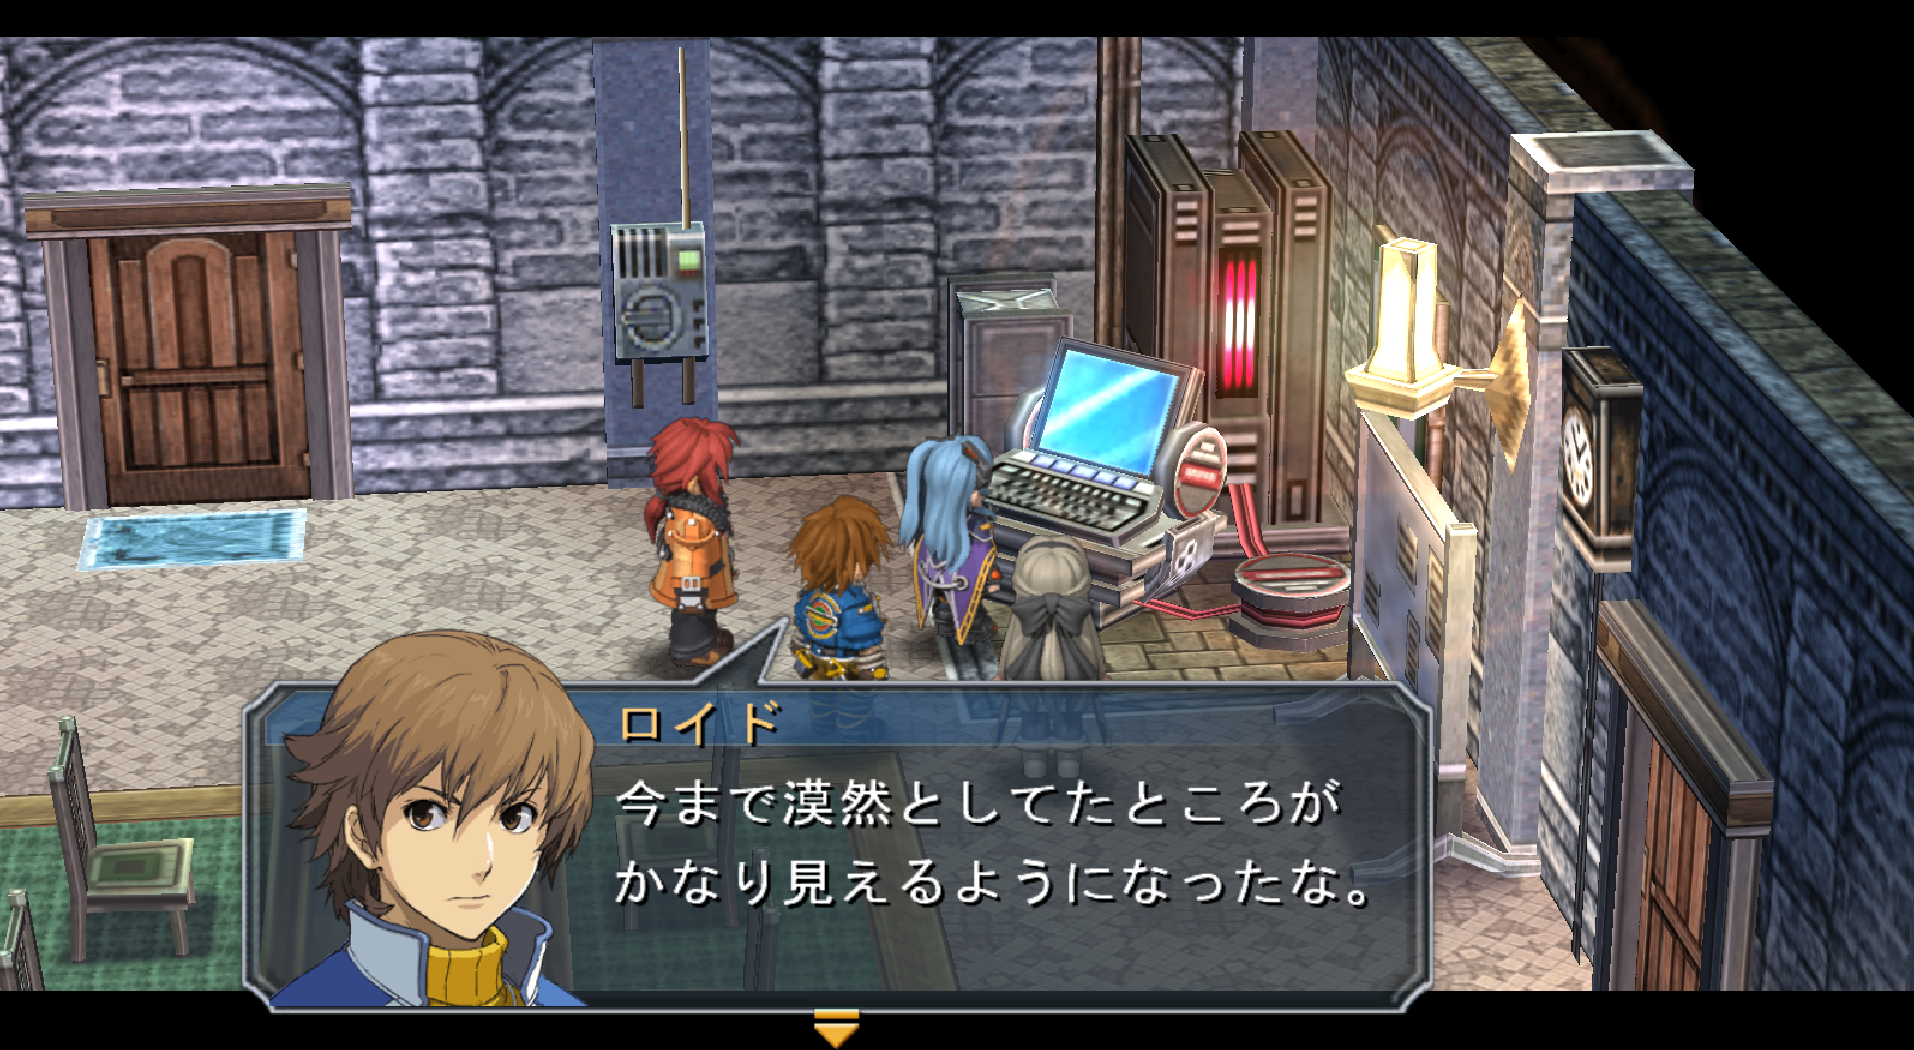 ロイド
今まで漠然としてたところが
かなり見えるようになったな。